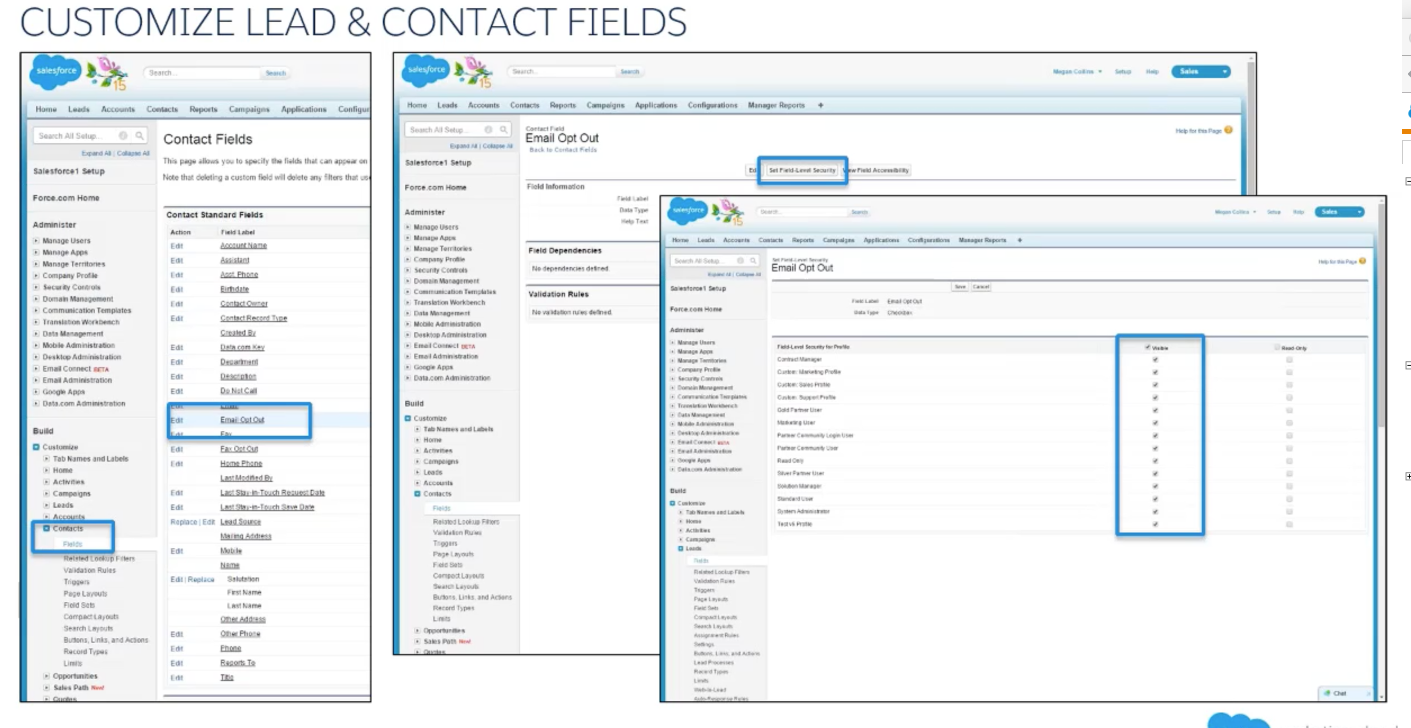 CUSTOMIZE LEAD & CONTACT FIELDS
salesforce
15
Search...
Search
Home Leads Accounts Contacts Reports Campaigns Applications
Search All Setup...
Expand All | Collapse All
Salesforce1 Setup
Force.com Home
Administer
Manage Users
Manage Apps
Manage Territories
Company Profile
Security Controls
Domain Management
Communication Templates
Translation Workbench
Data Management
Mobile Administration
Desktop Administration
Email Connect BETA
Email Administration
Google Apps
Data.com Administration
Build
Customize
Tab Names and Labels
Home
Activities
Campaigns
Leads
Accounts
Contacts
Fields
Related Lookup Filters
Validation Rules
Triggers
Page Layouts
Field Sets
Compact Layouts
Search Layouts
Buttons, Links, and Actions
Record Types
Limits
Opportunities
Sales Path New!
Quotes
Contact Fields
This page allows you to specify the fields that can appear on
Note that deleting a custom field will delete any filters that
Contact Standard Fields
Action Field Label
Edit Account Name
Edit Assistant
Edit Asst. Phone
Edit Birthdate
Edit Contact Owner
Edit Contact Record Type
Created By
Edit Data.com Key
Edit Department
Edit Description
Edit Do Not Call
Edit Email
Edit Email Opt Out
Edit Fax
Edit Fax Opt Out
Edit Home Phone
Last Modified By
Edit Last Stay-in-Touch Request Date
Edit Last Stay-in-Touch Save Date
Replace | Edit Lead Source
Mailing Address
Edit Mobile
Name
Edit | Replace Salutation
First Name
Last Name
Other Address
Edit Other Phone
Edit Phone
Edit Reports To
Edit Title
salesforce
15
Search...
Search
Megan Collins Setup Help Sales
Home Leads Accounts Contacts Reports Campaigns Applications Configurations Manager Reports +
Search All Setup...
Expand All | Collapse All
Salesforce1 Setup
Force.com Home
Administer
Manage Users
Manage Apps
Manage Territories
Company Profile
Security Controls
Domain Management
Communication Templates
Translation Workbench
Data Management
Mobile Administration
Desktop Administration
Email Connect BETA
Email Administration
Google Apps
Data.com Administration
Build
Customize
Tab Names and Labels
Home
Activities
Campaigns
Leads
Accounts
Contacts
Fields
Related Lookup Filters
Validation Rules
Triggers
Page Layouts
Field Sets
Compact Layouts
Search Layouts
Buttons, Links, and Actions
Record Types
Limits
Opportunities
Sales Path New!
Quotes
Contact Field
Email Opt Out
Back to Contact Fields
Help for this Page
Set Field-Level Security View Field Accessibility
Field Information
Field Label
Data Type
Help Text
Field Dependencies
No dependencies defined.
Validation Rules
No validation rules defined.
salesforce
15
Search...
Search
Megan Collins Setup Help Sales
Home Leads Accounts Contacts Reports Campaigns Applications Configurations Manager Reports +
Search All Setup...
Expand All | Collapse All
Salesforce1 Setup
Force.com Home
Administer
Manage Users
Manage Apps
Manage Territories
Company Profile
Security Controls
Domain Management
Communication Templates
Translation Workbench
Data Management
Mobile Administration
Desktop Administration
Email Connect BETA
Email Administration
Google Apps
Data.com Administration
Build
Customize
Tab Names and Labels
Home
Activities
Campaigns
Leads
Fields
Related Lookup Filters
Validation Rules
Triggers
Page Layouts
Field Sets
Compact Layouts
Search Layouts
Assignment Rules
Settings
Buttons, Links, and Actions
Lead Processes
Record Types
Limits
Web-to-Lead
Auto-Response Rules
Set Field-Level Security
Email Opt Out
Help for this Page
Save Cancel
Field Label Email Opt Out
Data Type Checkbox
Field-Level Security for Profile Visible Read-Only
Contract Manager
Custom: Marketing Profile
Custom: Sales Profile
Custom: Support Profile
Gold Partner User
Marketing User
Partner Community Login User
Partner Community User
Read Only
Silver Partner User
Solution Manager
Standard User
System Administrator
Chat